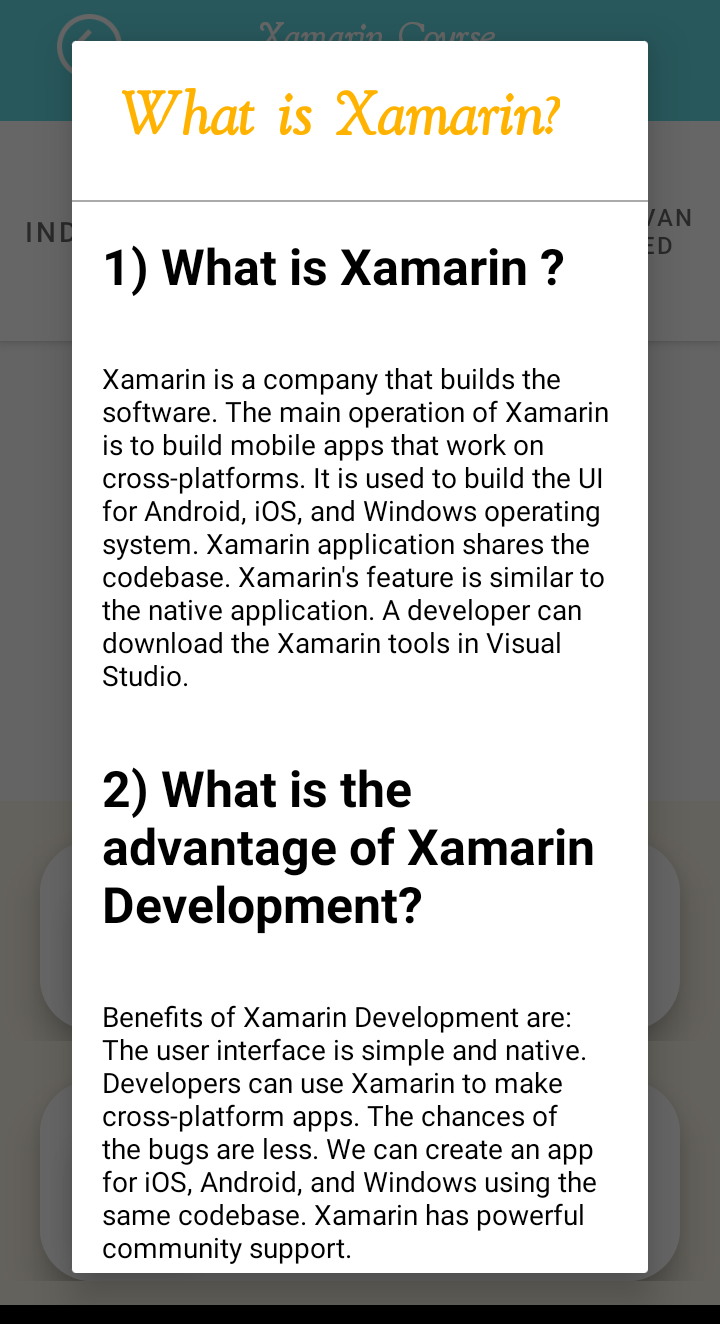 Xamarin Course
What is Xamarin?
1) What is Xamarin ?
Xamarin is a company that builds the
software. The main operation of Xamarin
is to build mobile apps that work on
cross-platforms. It is used to build the UI
for Android, iOS, and Windows operating
system. Xamarin application shares the
codebase. Xamarin's feature is similar to
the native application. A developer can
download the Xamarin tools in Visual
Studio.
2) What is the
advantage of Xamarin
Development?
Benefits of Xamarin Development are:
The user interface is simple and native.
Developers can use Xamarin to make
cross-platform apps. The chances of
the bugs are less. We can create an app
for iOS, Android, and Windows using the
same codebase. Xamarin has powerful
community support.